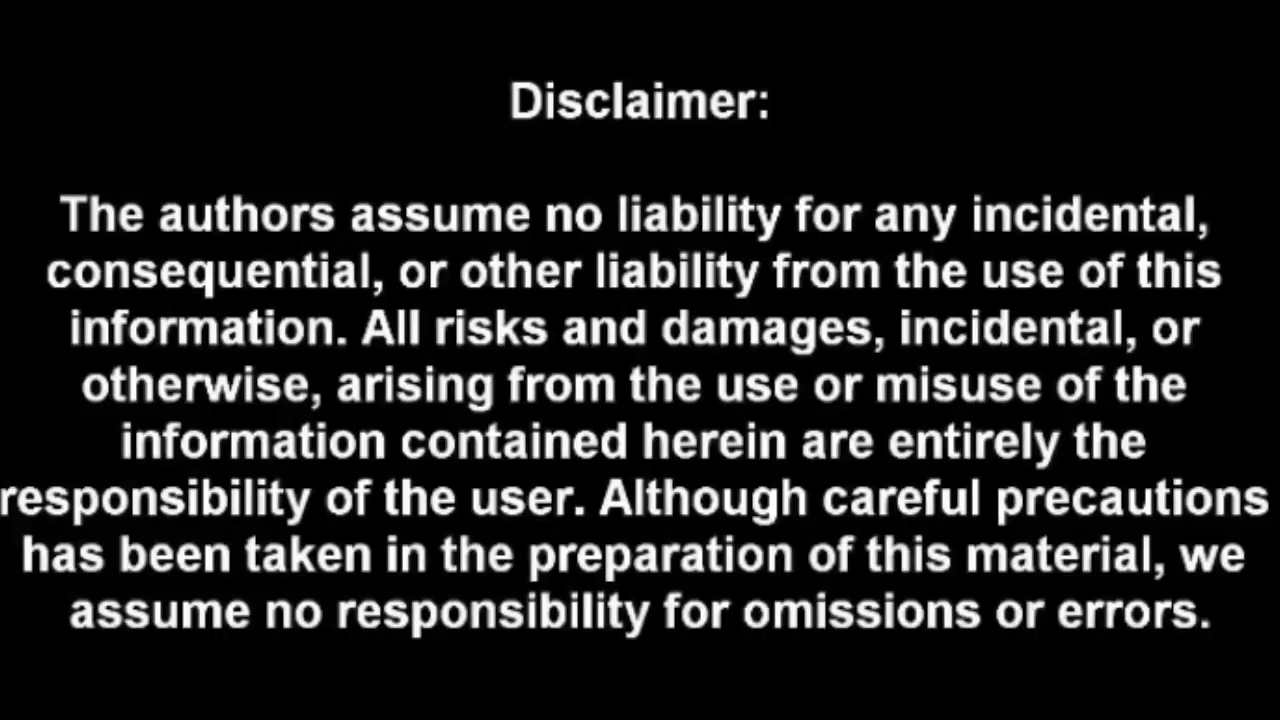 Disclaimer:
The authors assume no liability for any incidental,
consequential, or other liability from the use of this
information. All risks and damages, incidental, or
otherwise, arising from the use or misuse of the
information contained herein are entirely the
responsibility of the user. Although careful precautions
has been taken in the preparation of this material, we
assume no responsibility for omissions or errors.